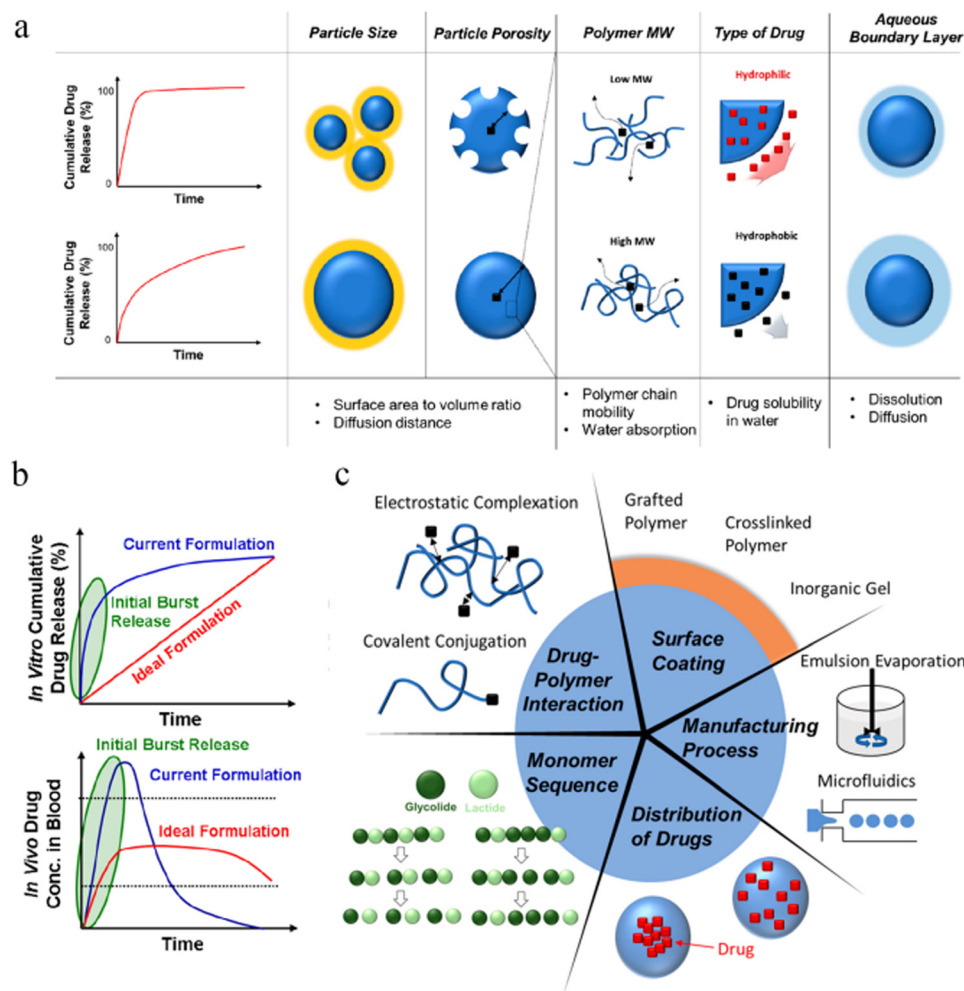 a
Particle Size
Particle Porosity
Polymer MW
Type of Drug
Aqueous
Boundary Layer
Cumulative Drug
Release (%)
100
0
Time
Low MW
Hydrophilic
Cumulative Drug
Release (%)
100
0
Time
High MW
Hydrophobic
• Surface area to volume ratio
• Diffusion distance
• Polymer chain
mobility
• Water absorption
• Drug solubility
in water
• Dissolution
• Diffusion
b
In Vitro Cumulative
Drug Release (%)
Current Formulation
Initial Burst
Release
Ideal Formulation
Time
In Vivo Drug
Conc. in Blood
Initial Burst Release
Current Formulation
Ideal Formulation
Time
c
Electrostatic Complexation
Covalent Conjugation
Grafted
Polymer
Crosslinked
Polymer
Inorganic Gel
Surface
Coating
Drug-
Polymer
Interaction
Emulsion Evaporation
Manufacturing
Process
Microfluidics
Monomer
Sequence
Glycolide
Lactide
Distribution
of Drugs
Drug